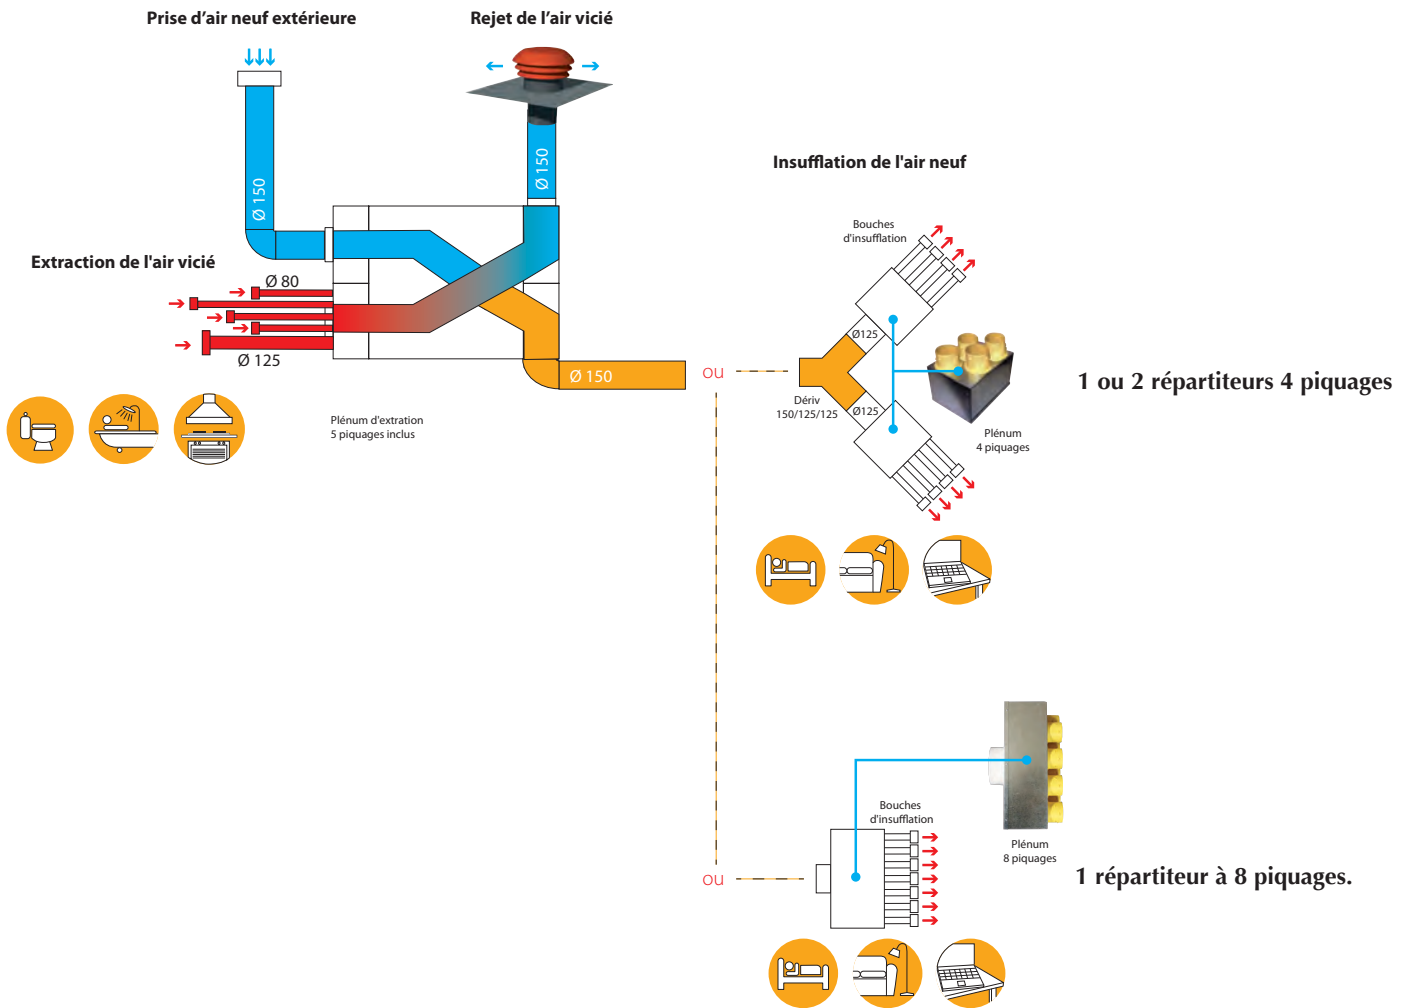 Prise d'air neuf extérieure
Rejet de l'air vicié
Ø 150
Ø 150
Insufflation de l'air neuf
Bouches
d'insufflation
Extraction de l'air vicié
Ø 80
Ø 125
Ø 150
Plénum d'extration
5 piquages inclus
ou
Ø125
Dériv
150/125/125
Ø125
Plénum
4 piquages
1 ou 2 répartiteurs 4 piquages
Bouches
d'insufflation
Plénum
8 piquages
ou
1 répartiteur à 8 piquages.